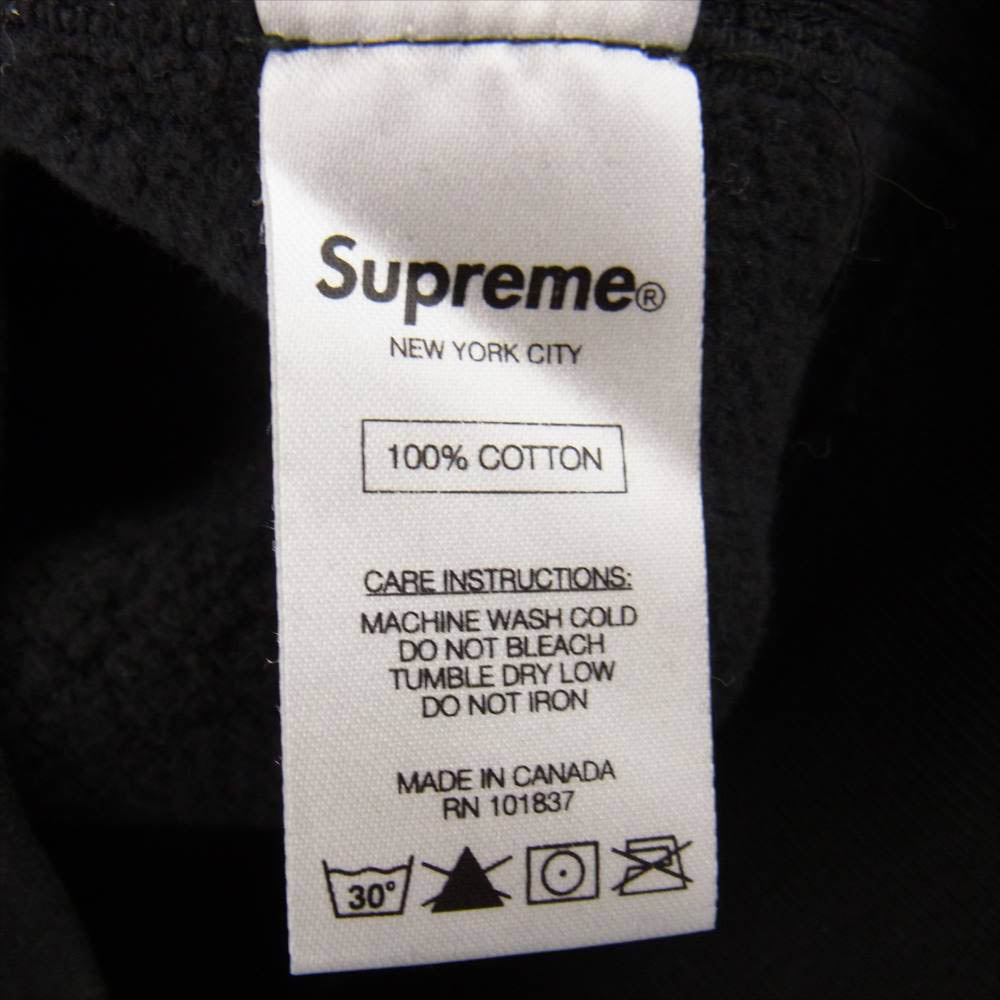 Supreme®
NEW YORK CITY
100% COTTON
CARE INSTRUCTIONS:
MACHINE WASH COLD
DO NOT BLEACH
TUMBLE DRY LOW
DO NOT IRON
MADE IN CANADA
RN 101837
30°